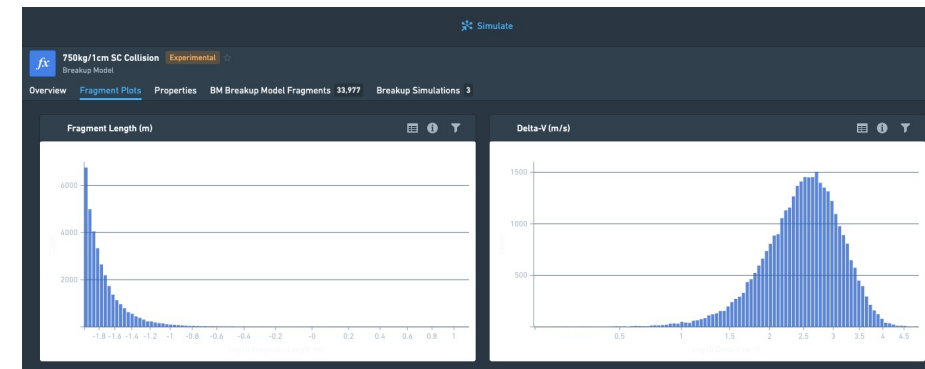 Simulate
fx 750kg/1cm SC Collision Experimental
Breakup Model
Overview Fragment Plots Properties BM Breakup Model Fragments 33,977 Breakup Simulations 3
Fragment Length (m)
6000
4000
2000
-1.8 -1.6 -1.4 -1.2 -1 -0.8 -0.6 -0.4 -0.2 -0 0.2 0.4 0.6 0.8 1
Delta-V (m/s)
1500
1000
500
0.5 1 1.5 2 2.5 3 3.5 4 4.5